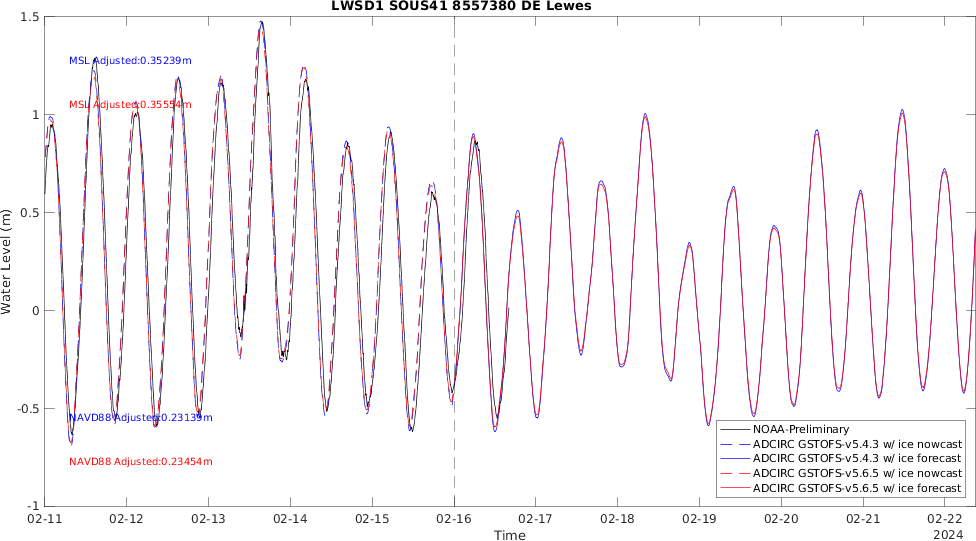 LWSD1 SOUS41 8557380 DE Lewes
1.5
1
0.5
0
-0.5
-1
Water Level (m)
MSL Adjusted:0.35239m
MSL Adjusted:0.35554m
NAVD88 Adjusted:0.23139m
NAVD88 Adjusted:0.23454m
NOAA-Preliminary
ADCIRC GSTOFS-v5.4.3 w/ ice nowcast
ADCIRC GSTOFS-v5.4.3 w/ ice forecast
ADCIRC GSTOFS-v5.6.5 w/ ice nowcast
ADCIRC GSTOFS-v5.6.5 w/ ice forecast
02-11 02-12 02-13 02-14 02-15 02-16 02-17 02-18 02-19 02-20 02-21 02-22
2024
Time